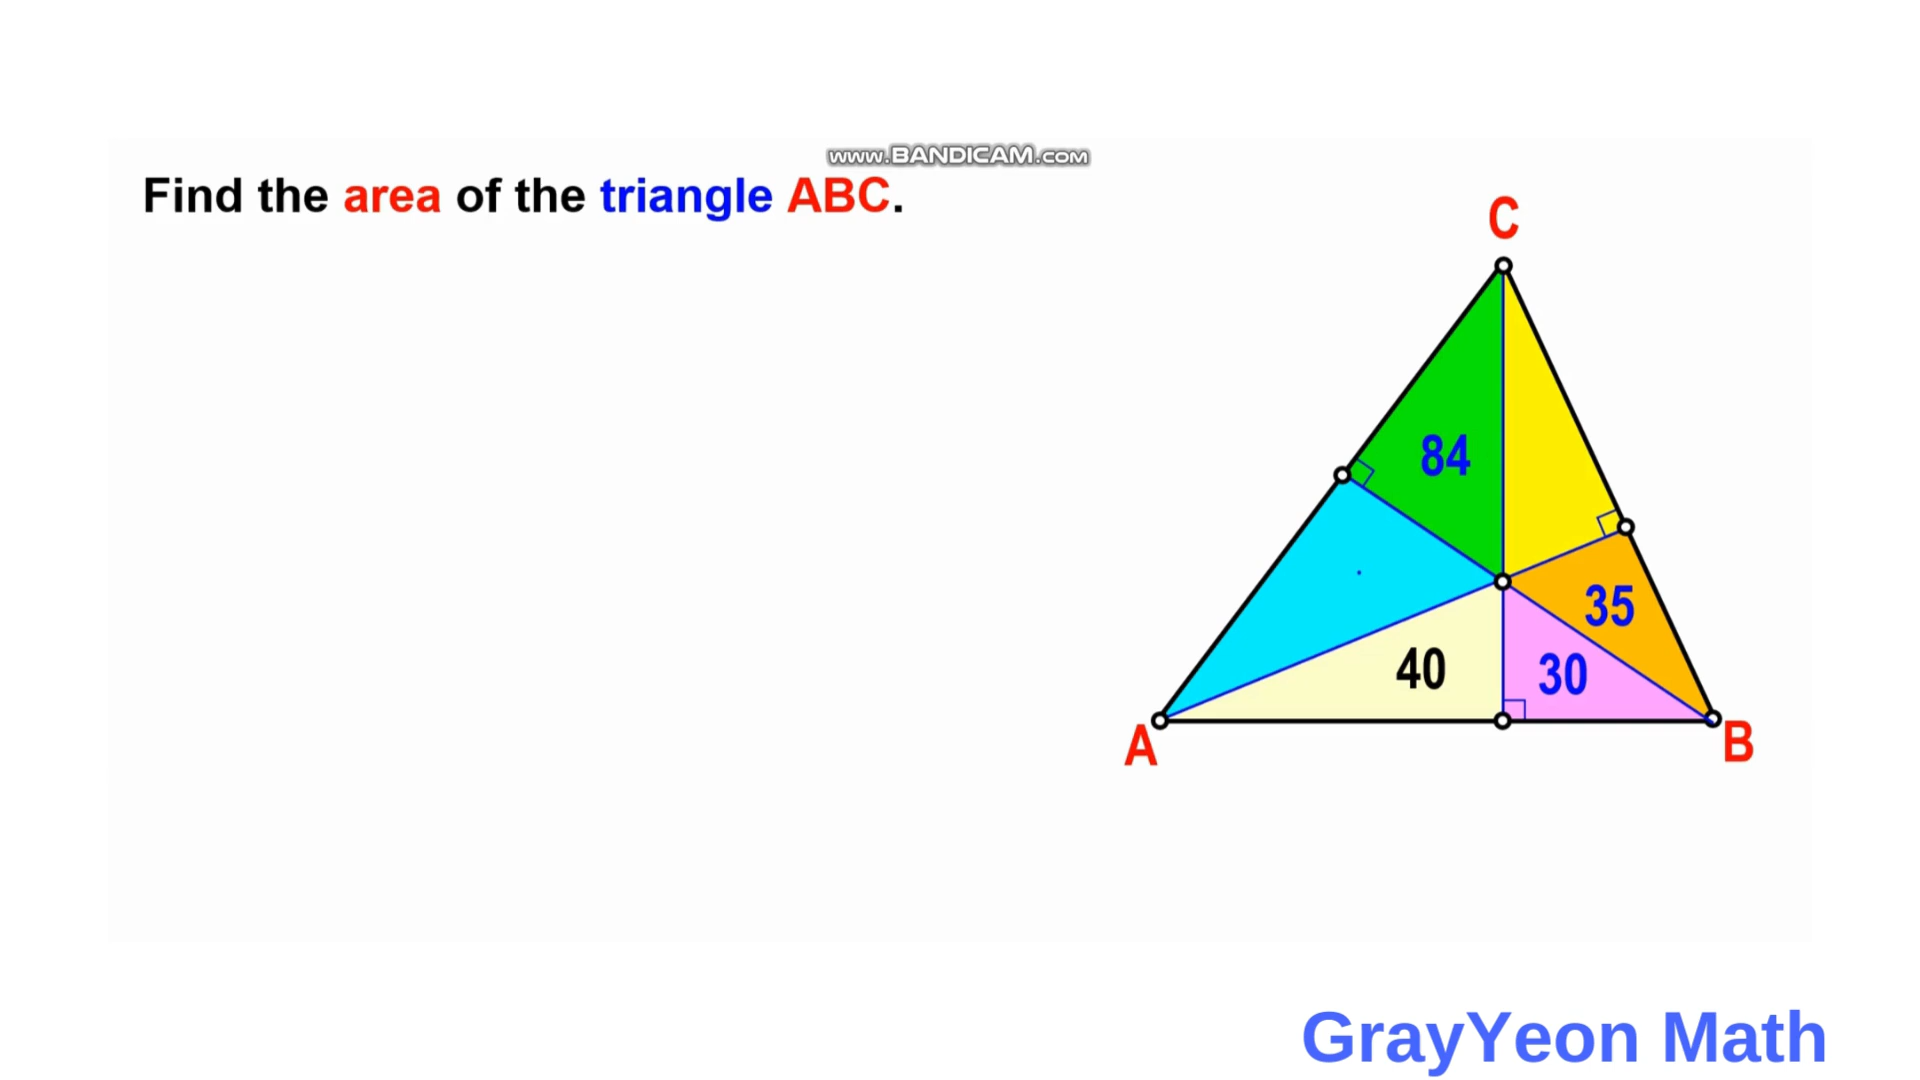 www.BANDICAM.COM
Find the area of the triangle ABC.
C
84
35
40
30
A
B
GrayYeon Math